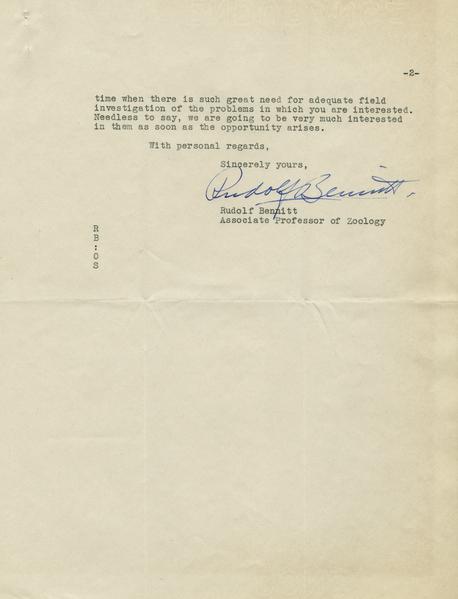 -2-
time when there is such great need for adequate field
investigation of the problems in which you are interested.
Needless to say, we are going to be very much interested
in them as soon as the opportunity arises.
With personal regards,
Sincerely yours,
Rudolf Bennitt.
Rudolf Bennitt
Associate Professor of Zoology
R
B
:
O
S